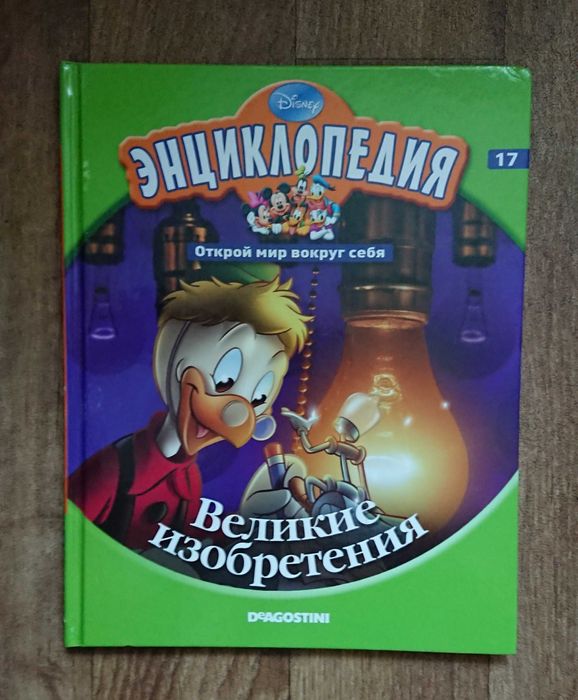 Disney
ЭНЦИКЛОПЕДИЯ
17
Открой мир вокруг себя
Великие
изобретения
DeAGOSTINI